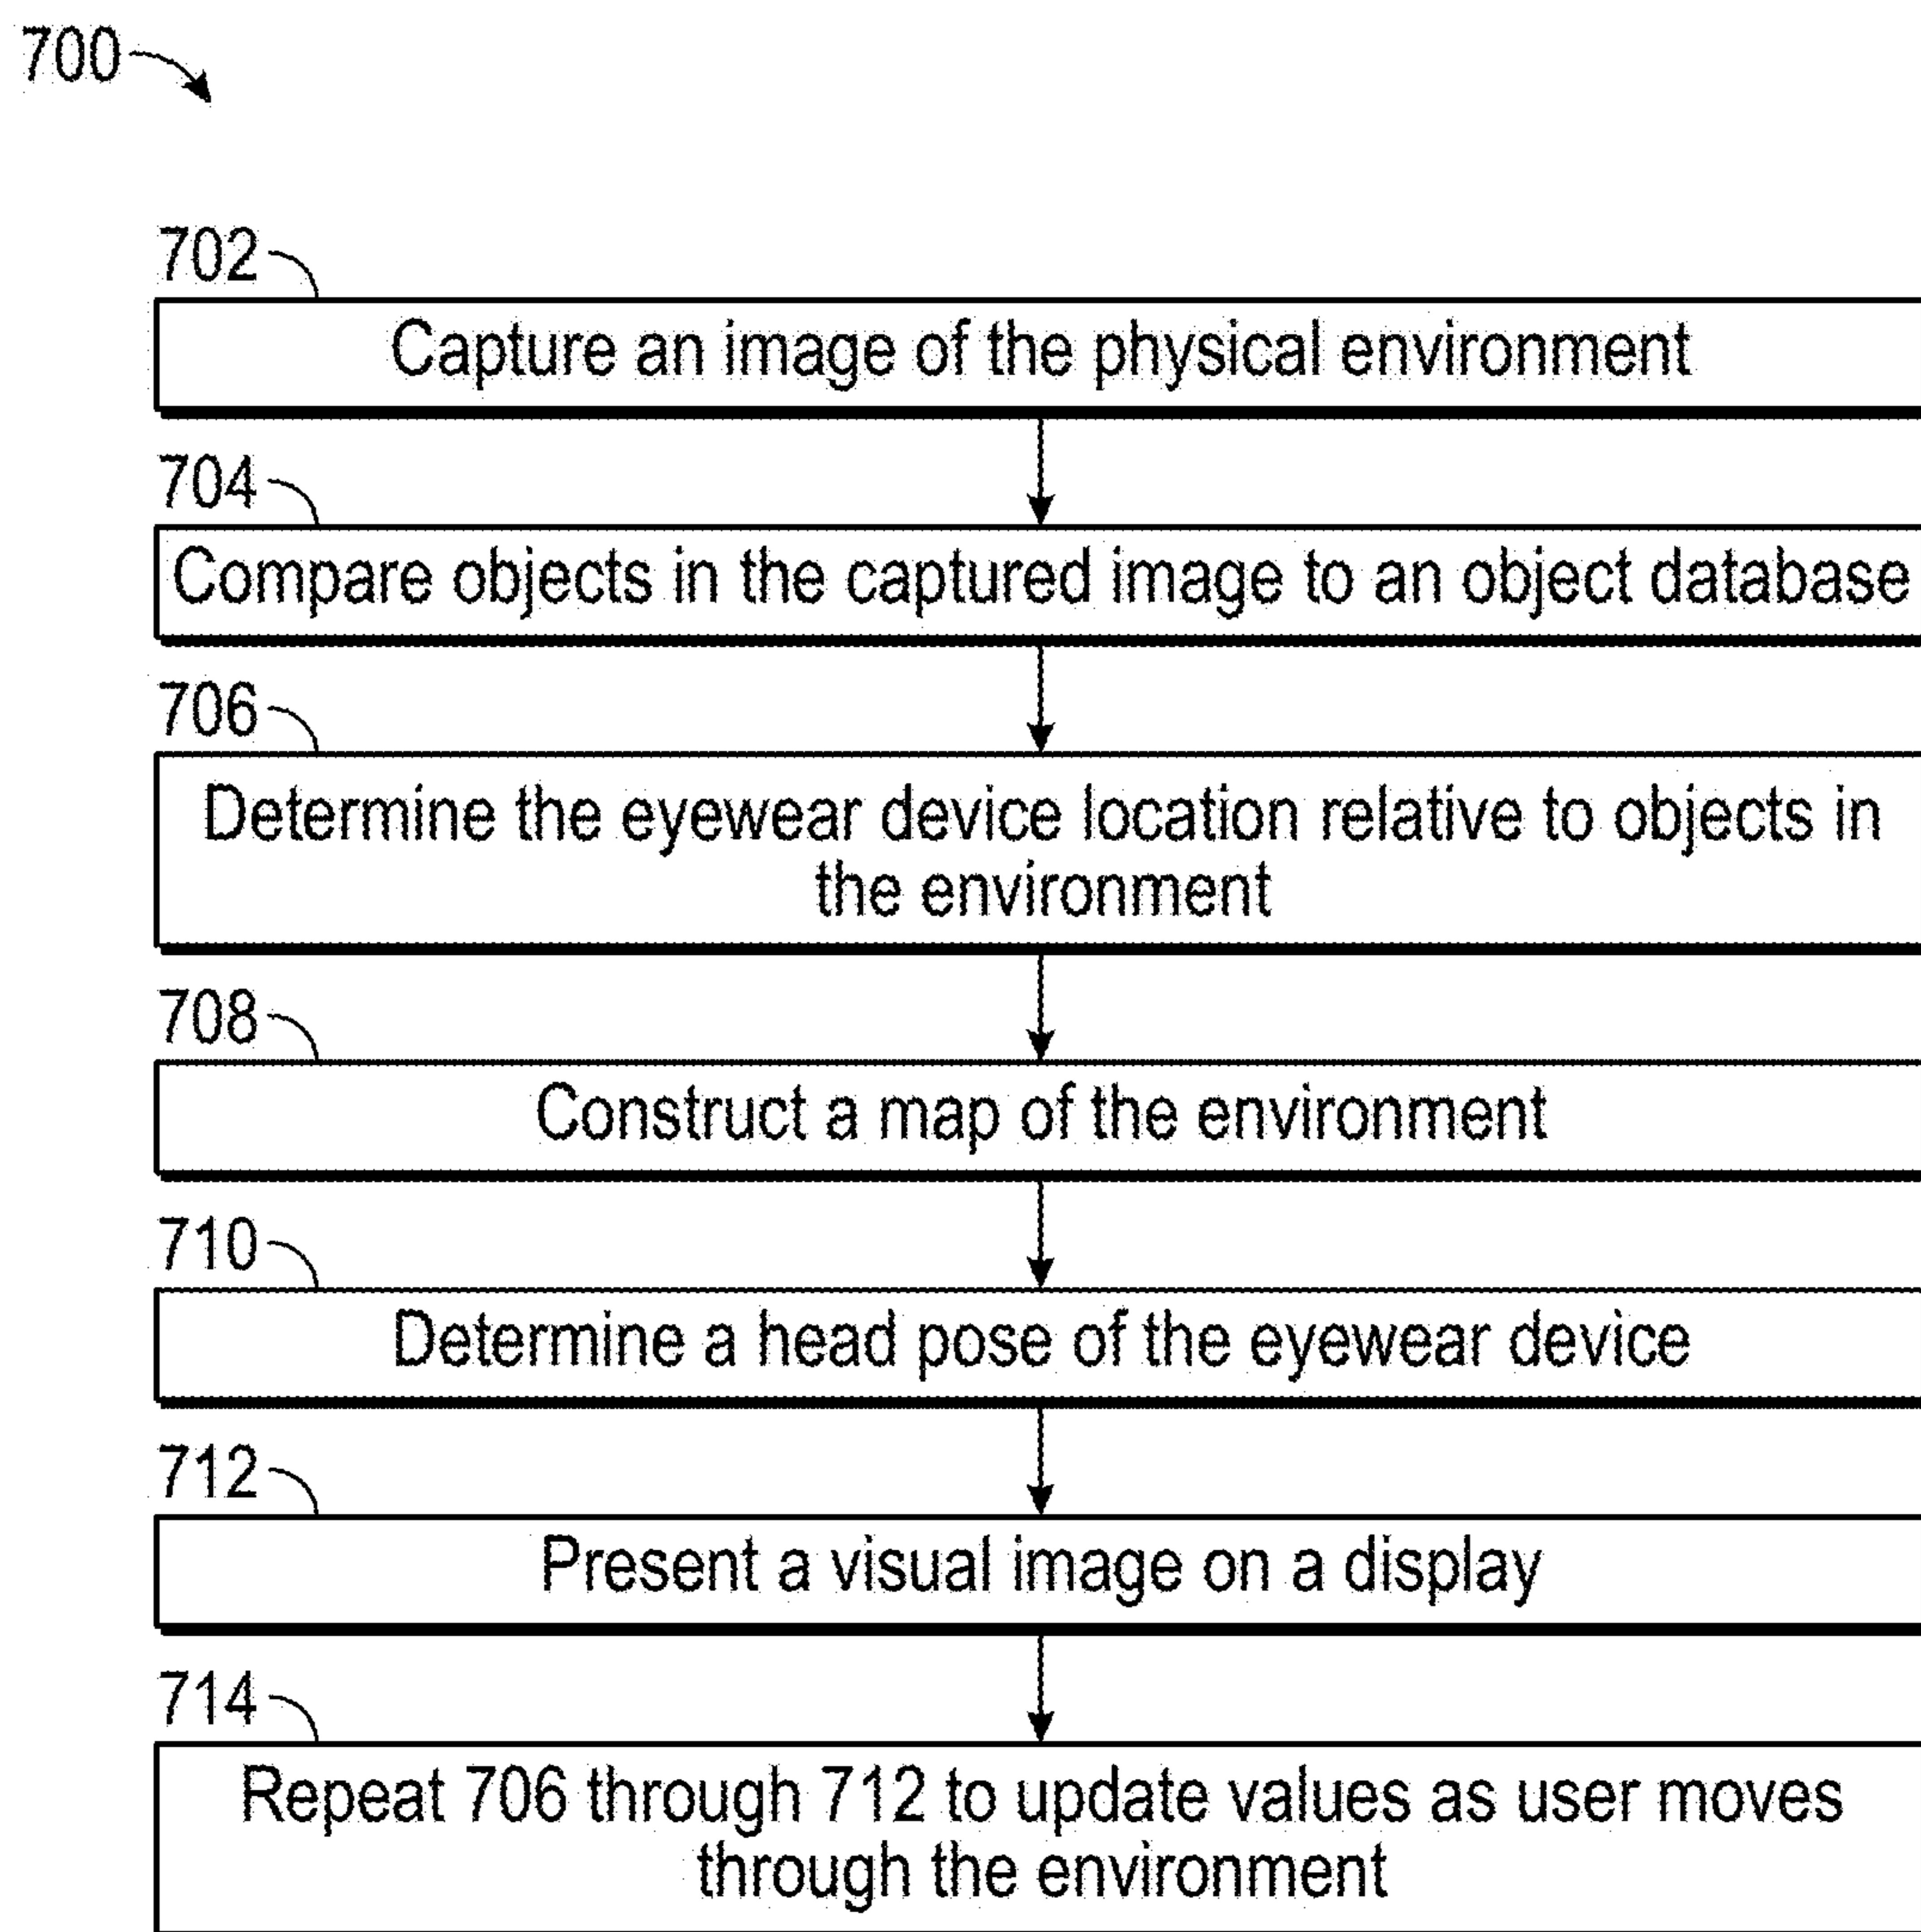 700
702
Capture an image of the physical environment
704
Compare objects in the captured image to an object database
706
Determine the eyewear device location relative to objects in
the environment
708
Construct a map of the environment
710
Determine a head pose of the eyewear device
712
Present a visual image on a display
714
Repeat 706 through 712 to update values as user moves
through the environment